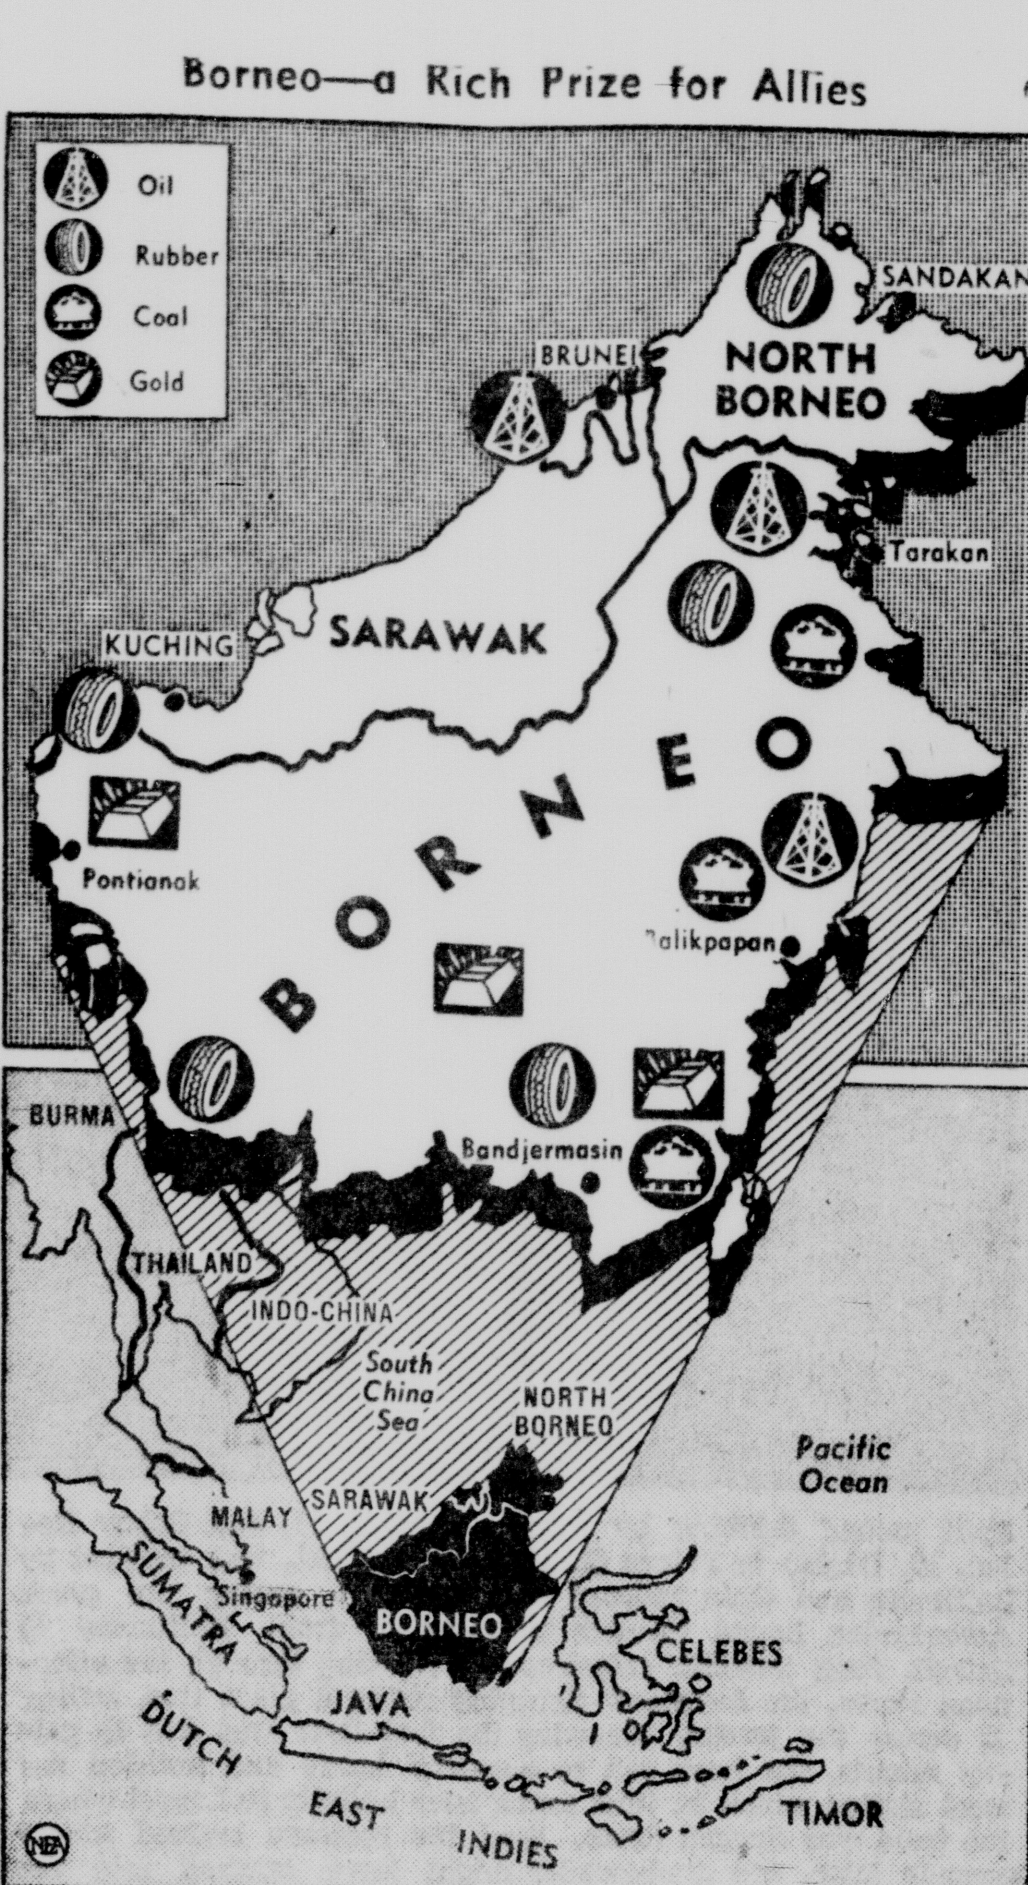 Borneo—a Rich Prize for Allies
Oil
Rubber
Coal
Gold
SANDAKAN
BRUNEI
NORTH
BORNEO
Tarakan
KUCHING
SARAWAK
BORNEO
Pontianak
Balikpapan
Bandjermasin
BURMA
THAILAND
INDO-CHINA
South
China
Sea
NORTH
BORNEO
Pacific
Ocean
SARAWAK
MALAY
SUMATRA
Singapore
BORNEO
CELEBES
JAVA
DUTCH
EAST
INDIES
TIMOR
NEA